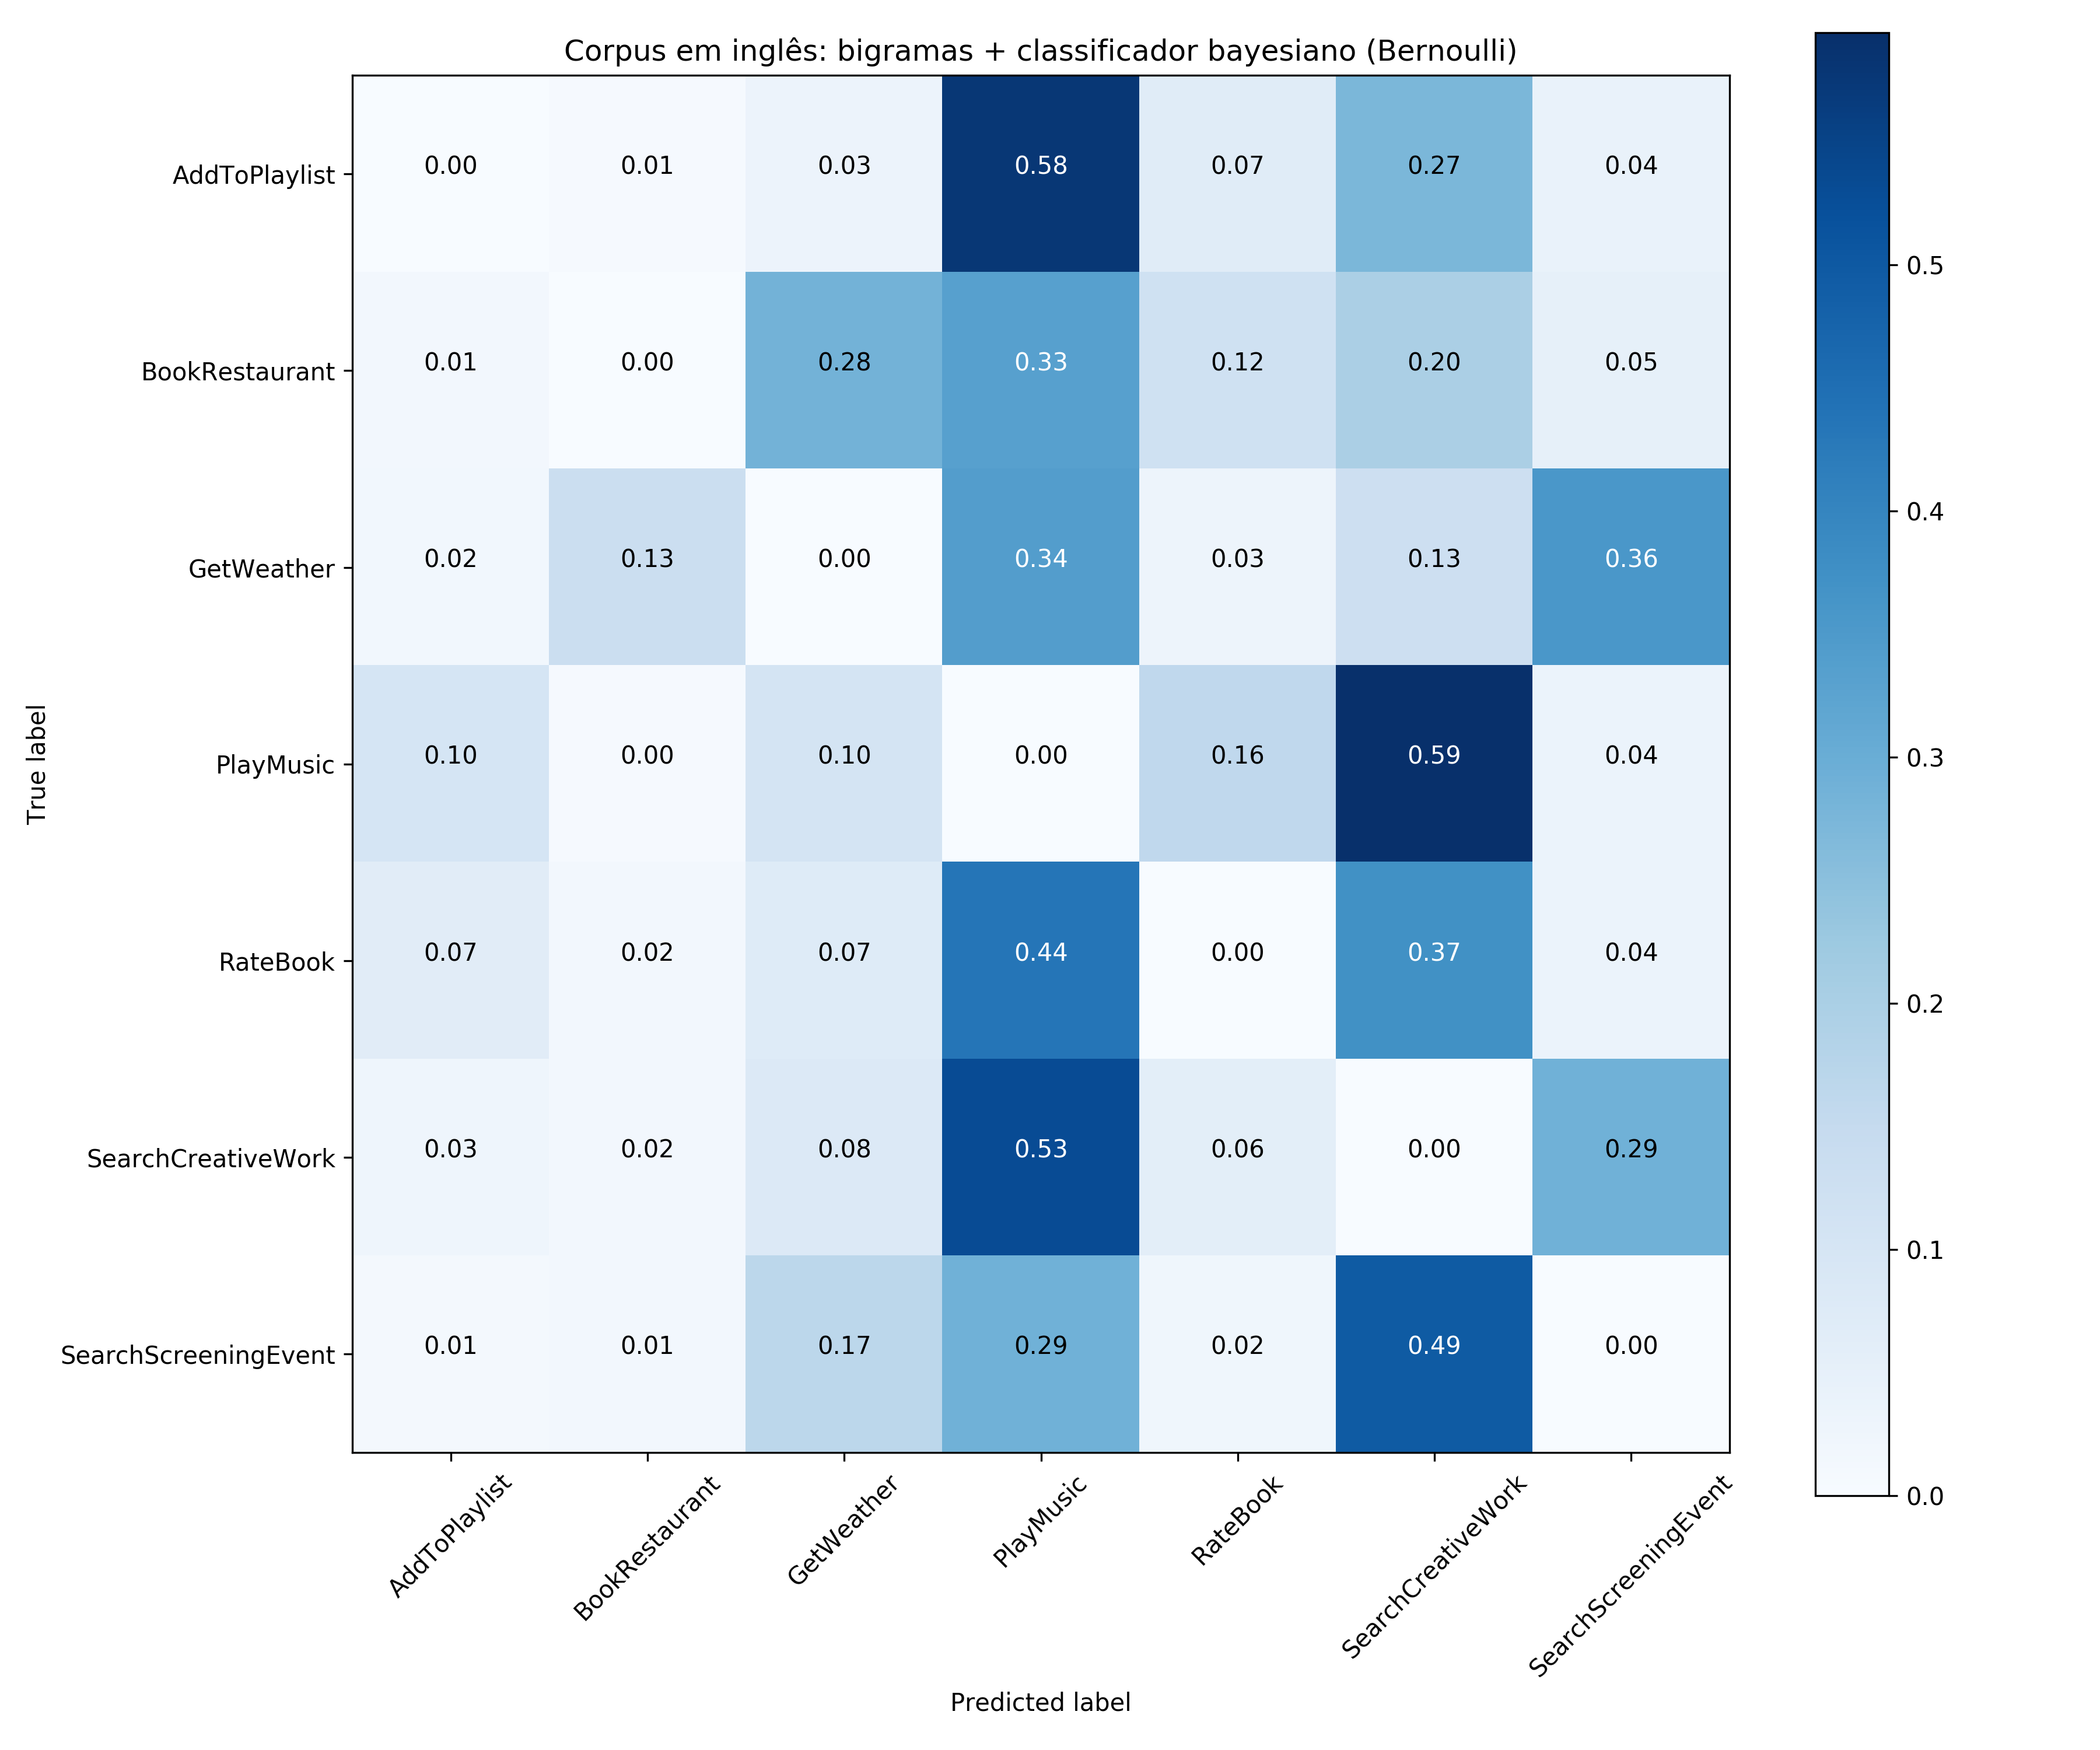 Corpus em inglês: bigramas + classificador bayesiano (Bernoulli)
AddToPlaylist 0.00 0.01 0.03 0.58 0.07 0.27 0.04
BookRestaurant 0.01 0.00 0.28 0.33 0.12 0.20 0.05
GetWeather 0.02 0.13 0.00 0.34 0.03 0.13 0.36
PlayMusic 0.10 0.00 0.10 0.00 0.16 0.59 0.04
RateBook 0.07 0.02 0.07 0.44 0.00 0.37 0.04
SearchCreativeWork 0.03 0.02 0.08 0.53 0.06 0.00 0.29
SearchScreeningEvent 0.01 0.01 0.17 0.29 0.02 0.49 0.00
True label
AddToPlaylist BookRestaurant GetWeather PlayMusic RateBook SearchCreativeWork SearchScreeningEvent
Predicted label
0.5
0.4
0.3
0.2
0.1
0.0